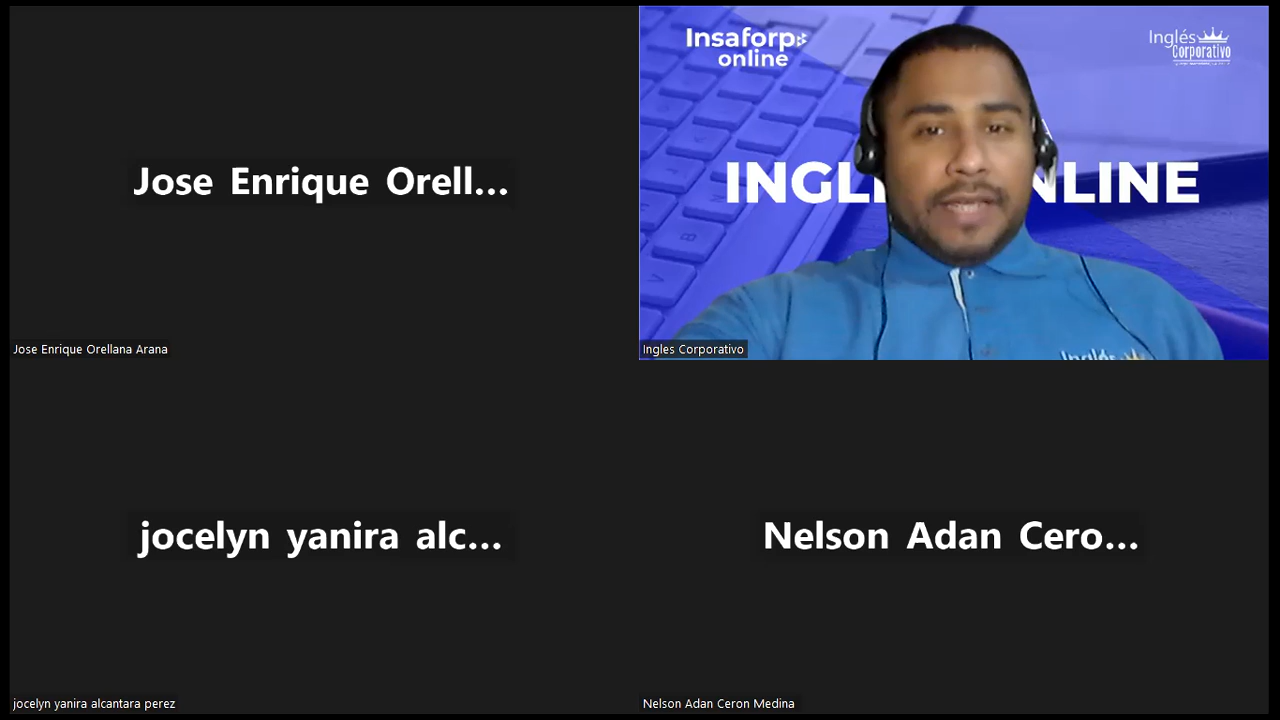 Jose Enrique Orell...
Jose Enrique Orellana Arana
Insaforp
online
Inglés
Corporativo
INGL NLINE
Inglés
Ingles Corporativo
jocelyn yanira alc...
jocelyn yanira alcantara perez
Nelson Adan Cero...
Nelson Adan Ceron Medina